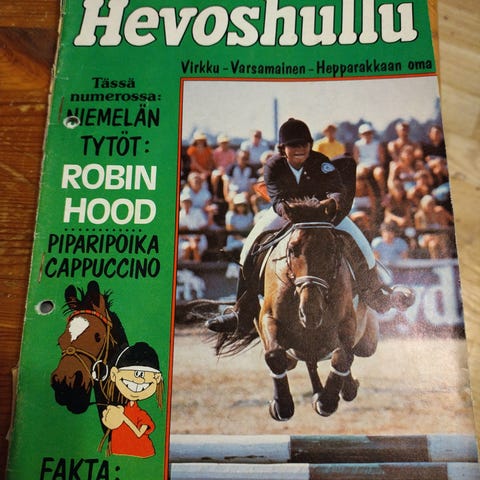 Hevoshullu
Virkku - Varsamainen - Hepparakkaan oma
Tässä
numerossa:
NIEMELÄN
TYTÖT:
ROBIN
HOOD
PIPARIPOIKA
CAPPUCCINO
FAKTA: